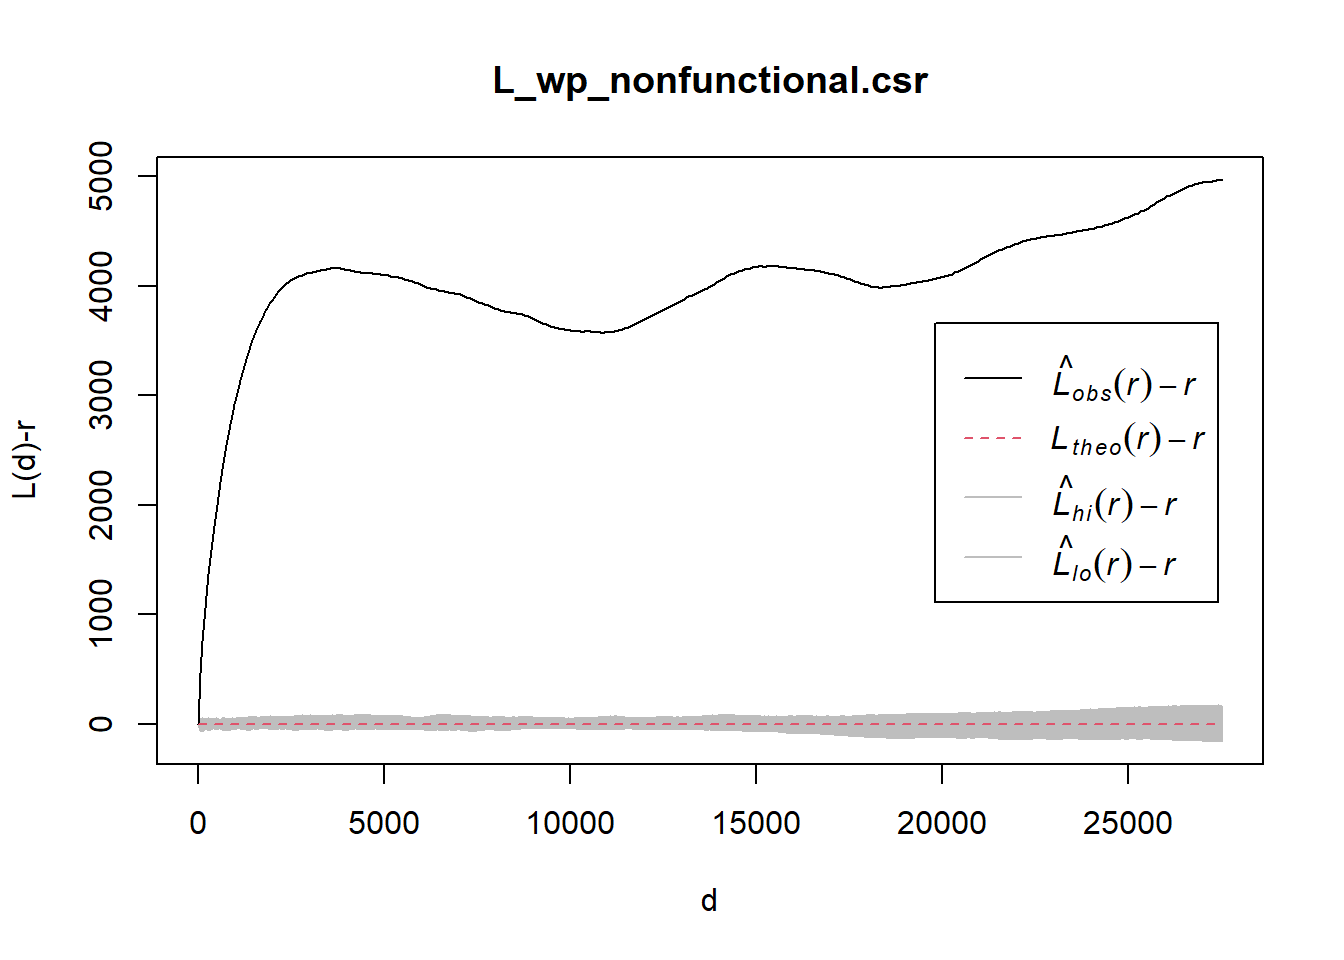 L_wp_nonfunctional.csr
5000
4000
3000
2000
1000
0
L(d)-r
L̂obs(r) − r
Ltheo(r) − r
L̂hi(r) − r
L̂lo(r) − r
0 5000 10000 15000 20000 25000
d